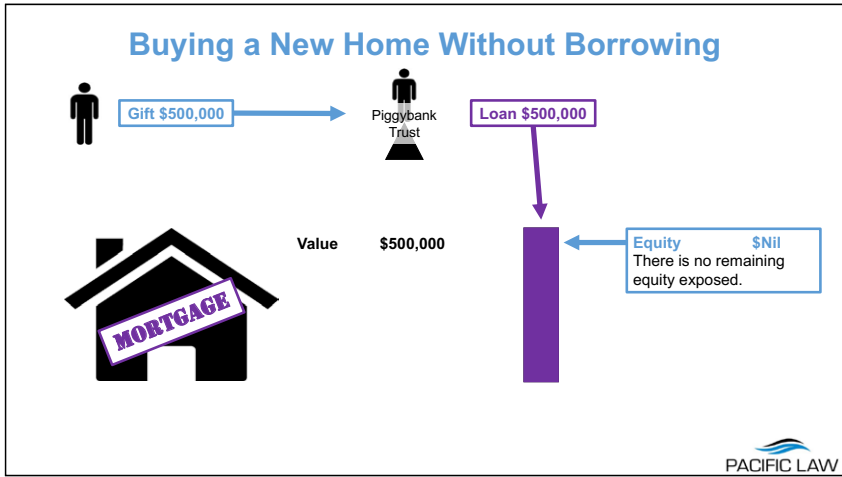 Buying a New Home Without Borrowing
Gift $500,000
Piggybank
Trust
Loan $500,000
Value $500,000
Equity $Nil
There is no remaining
equity exposed.
MORTGAGE
PACIFIC LAW